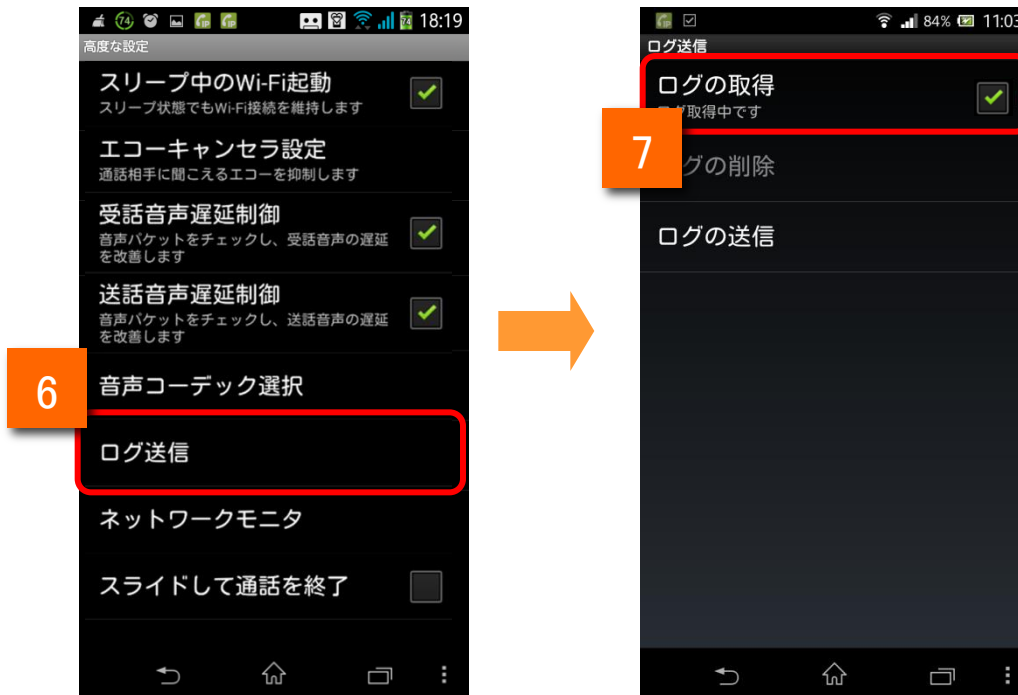 74
74
18:19
高度な設定
スリープ中のWi-Fi起動
スリープ状態でもWi-Fi接続を維持します
エコーキャンセラ設定
通話相手に聞こえるエコーを抑制します
受話音声遅延制御
音声パケットをチェックし、受話音声の遅延
を改善します
送話音声遅延制御
音声パケットをチェックし、送話音声の遅延
を改善します
6
音声コーデック選択
ログ送信
ネットワークモニタ
スライドして通話を終了
84%
11:03
ログ送信
ログの取得
グ取得中です
7
グの削除
ログの送信